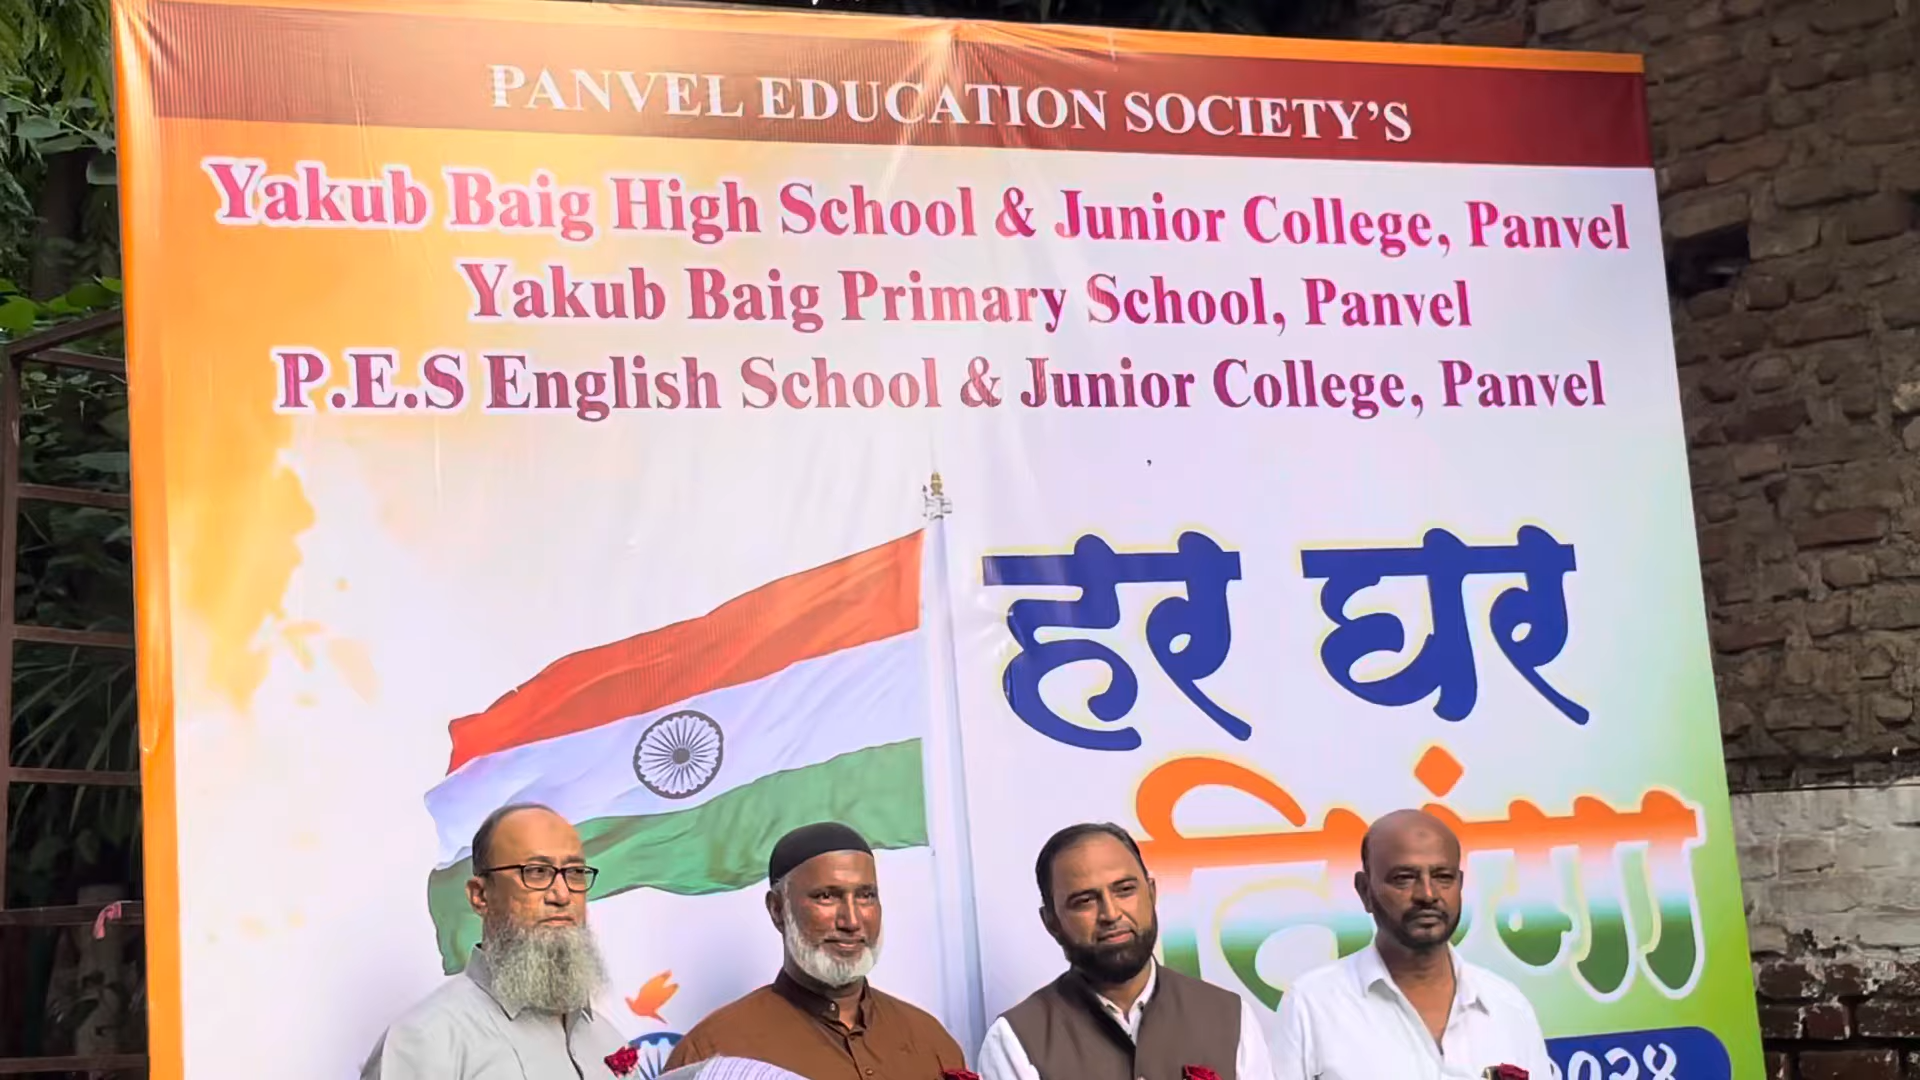 PANVEL EDUCATION SOCIETY'S
Yakub Baig High School & Junior College, Panvel
Yakub Baig Primary School, Panvel
P.E.S English School & Junior College, Panvel
हर घर
तिरंगा
२०२४